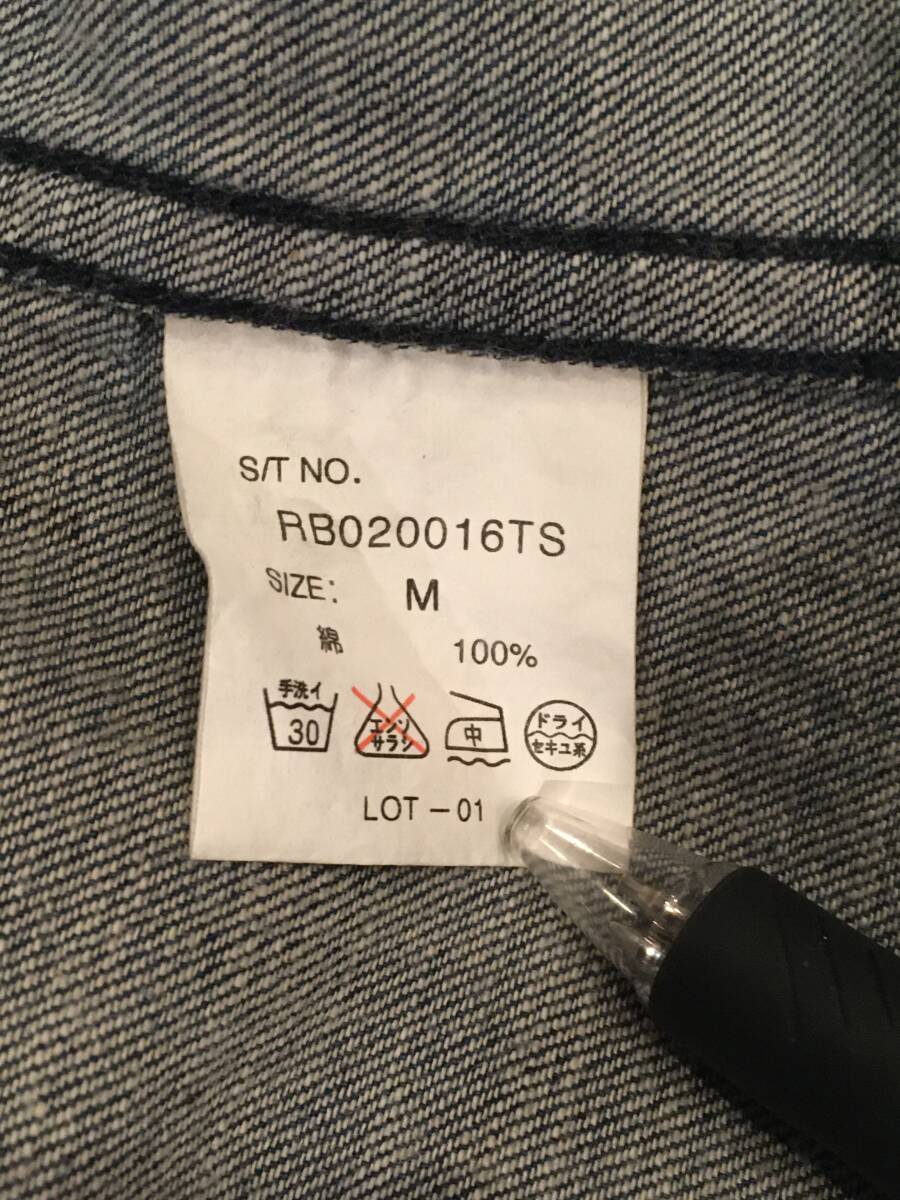 S/T NO.
RB020016TS
SIZE: M
綿 100%
手洗イ
30
エンソ
サラシ
中
ドライ
セキユ系
LOT - 01